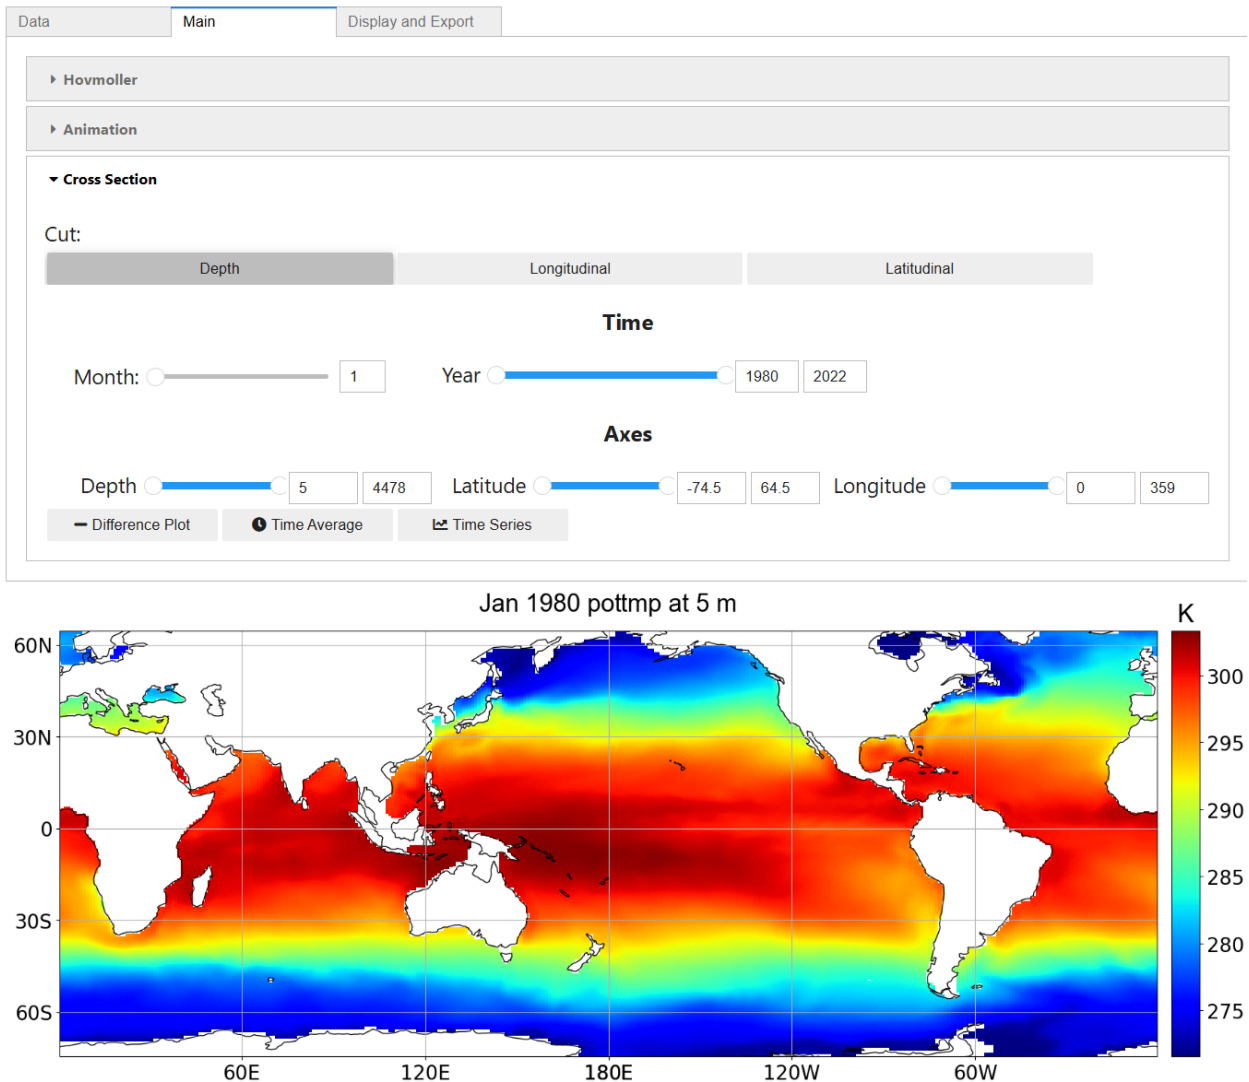 Data Main Display and Export
Hovmoller
Animation
Cross Section
Cut:
Depth Longitudinal Latitudinal
Time
Month: 1 Year 1980 2022
Axes
Depth 5 4478 Latitude -74.5 64.5 Longitude 0 359
Difference Plot Time Average Time Series
Jan 1980 pottmp at 5 m
K
60N
30N
0
30S
60S
60E 120E 180E 120W 60W
300
295
290
285
280
275